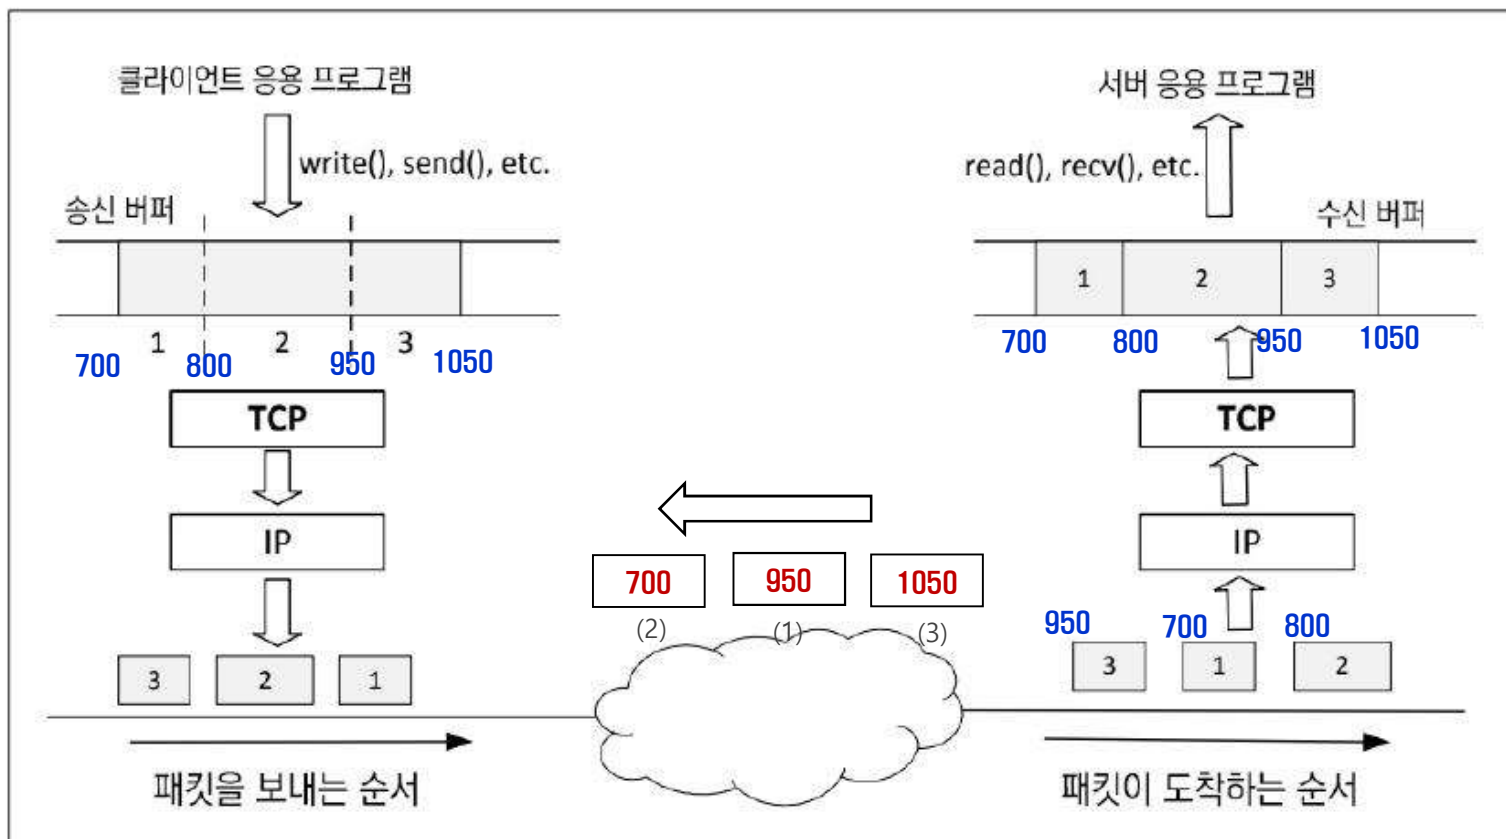 클라이언트 응용 프로그램
서버 응용 프로그램
write(), send(), etc.
read(), recv(), etc.
송신 버퍼
수신 버퍼
1 2 3
1 2 3
700 800 950 1050
700 800 950 1050
TCP
TCP
IP
IP
700 950 1050
(2) (1) (3)
950 700 800
3 2 1
3 1 2
패킷을 보내는 순서
패킷이 도착하는 순서